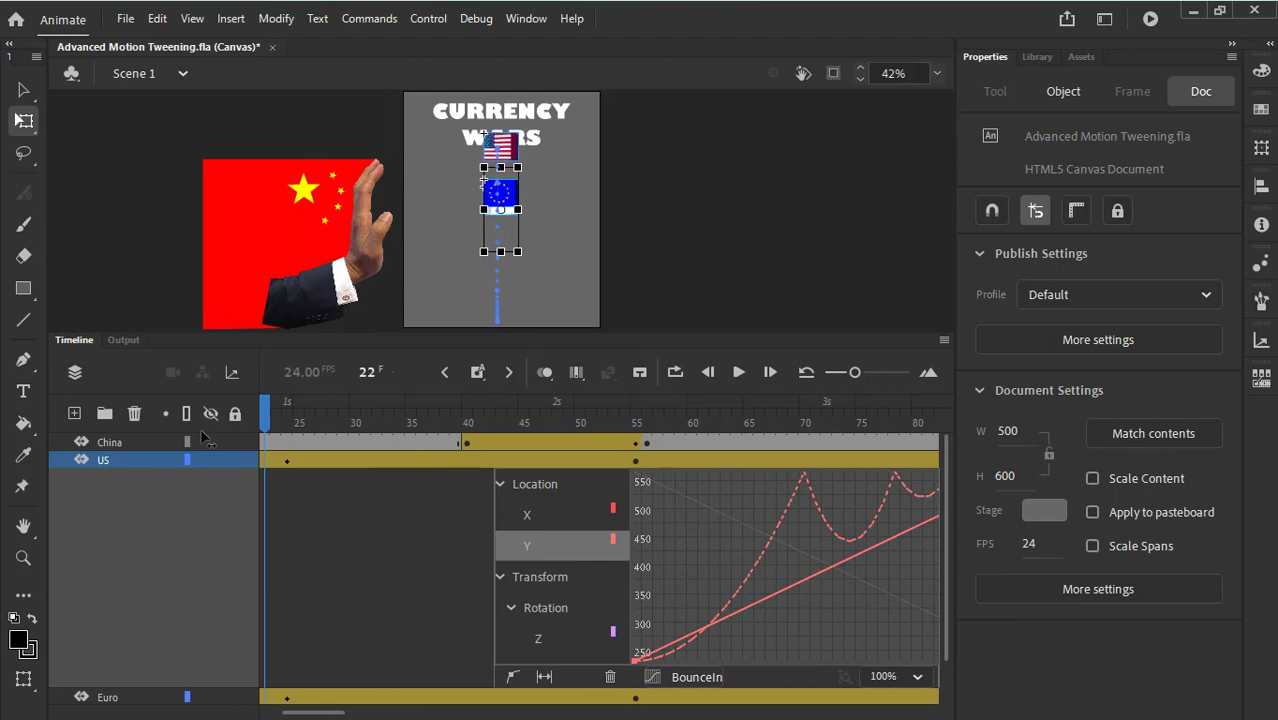 Animate File Edit View Insert Modify Text Commands Control Debug Window Help
Advanced Motion Tweening.fla (Canvas)*
Scene 1
42%
CURRENCY
WARS
Timeline Output
24.00 FPS 22 F
1s 2s 3s
25 30 35 40 45 50 55 60 65 70 75 80
China
US
Location
X
Y
Transform
Rotation
Z
550
500
450
400
350
300
250
BounceIn 100%
Euro
Properties Library Assets
Tool Object Frame Doc
An Advanced Motion Tweening.fla
HTML5 Canvas Document
Publish Settings
Profile Default
More settings
Document Settings
W 500 Match contents
H 600 Scale Content
Stage Apply to pasteboard
FPS 24 Scale Spans
More settings